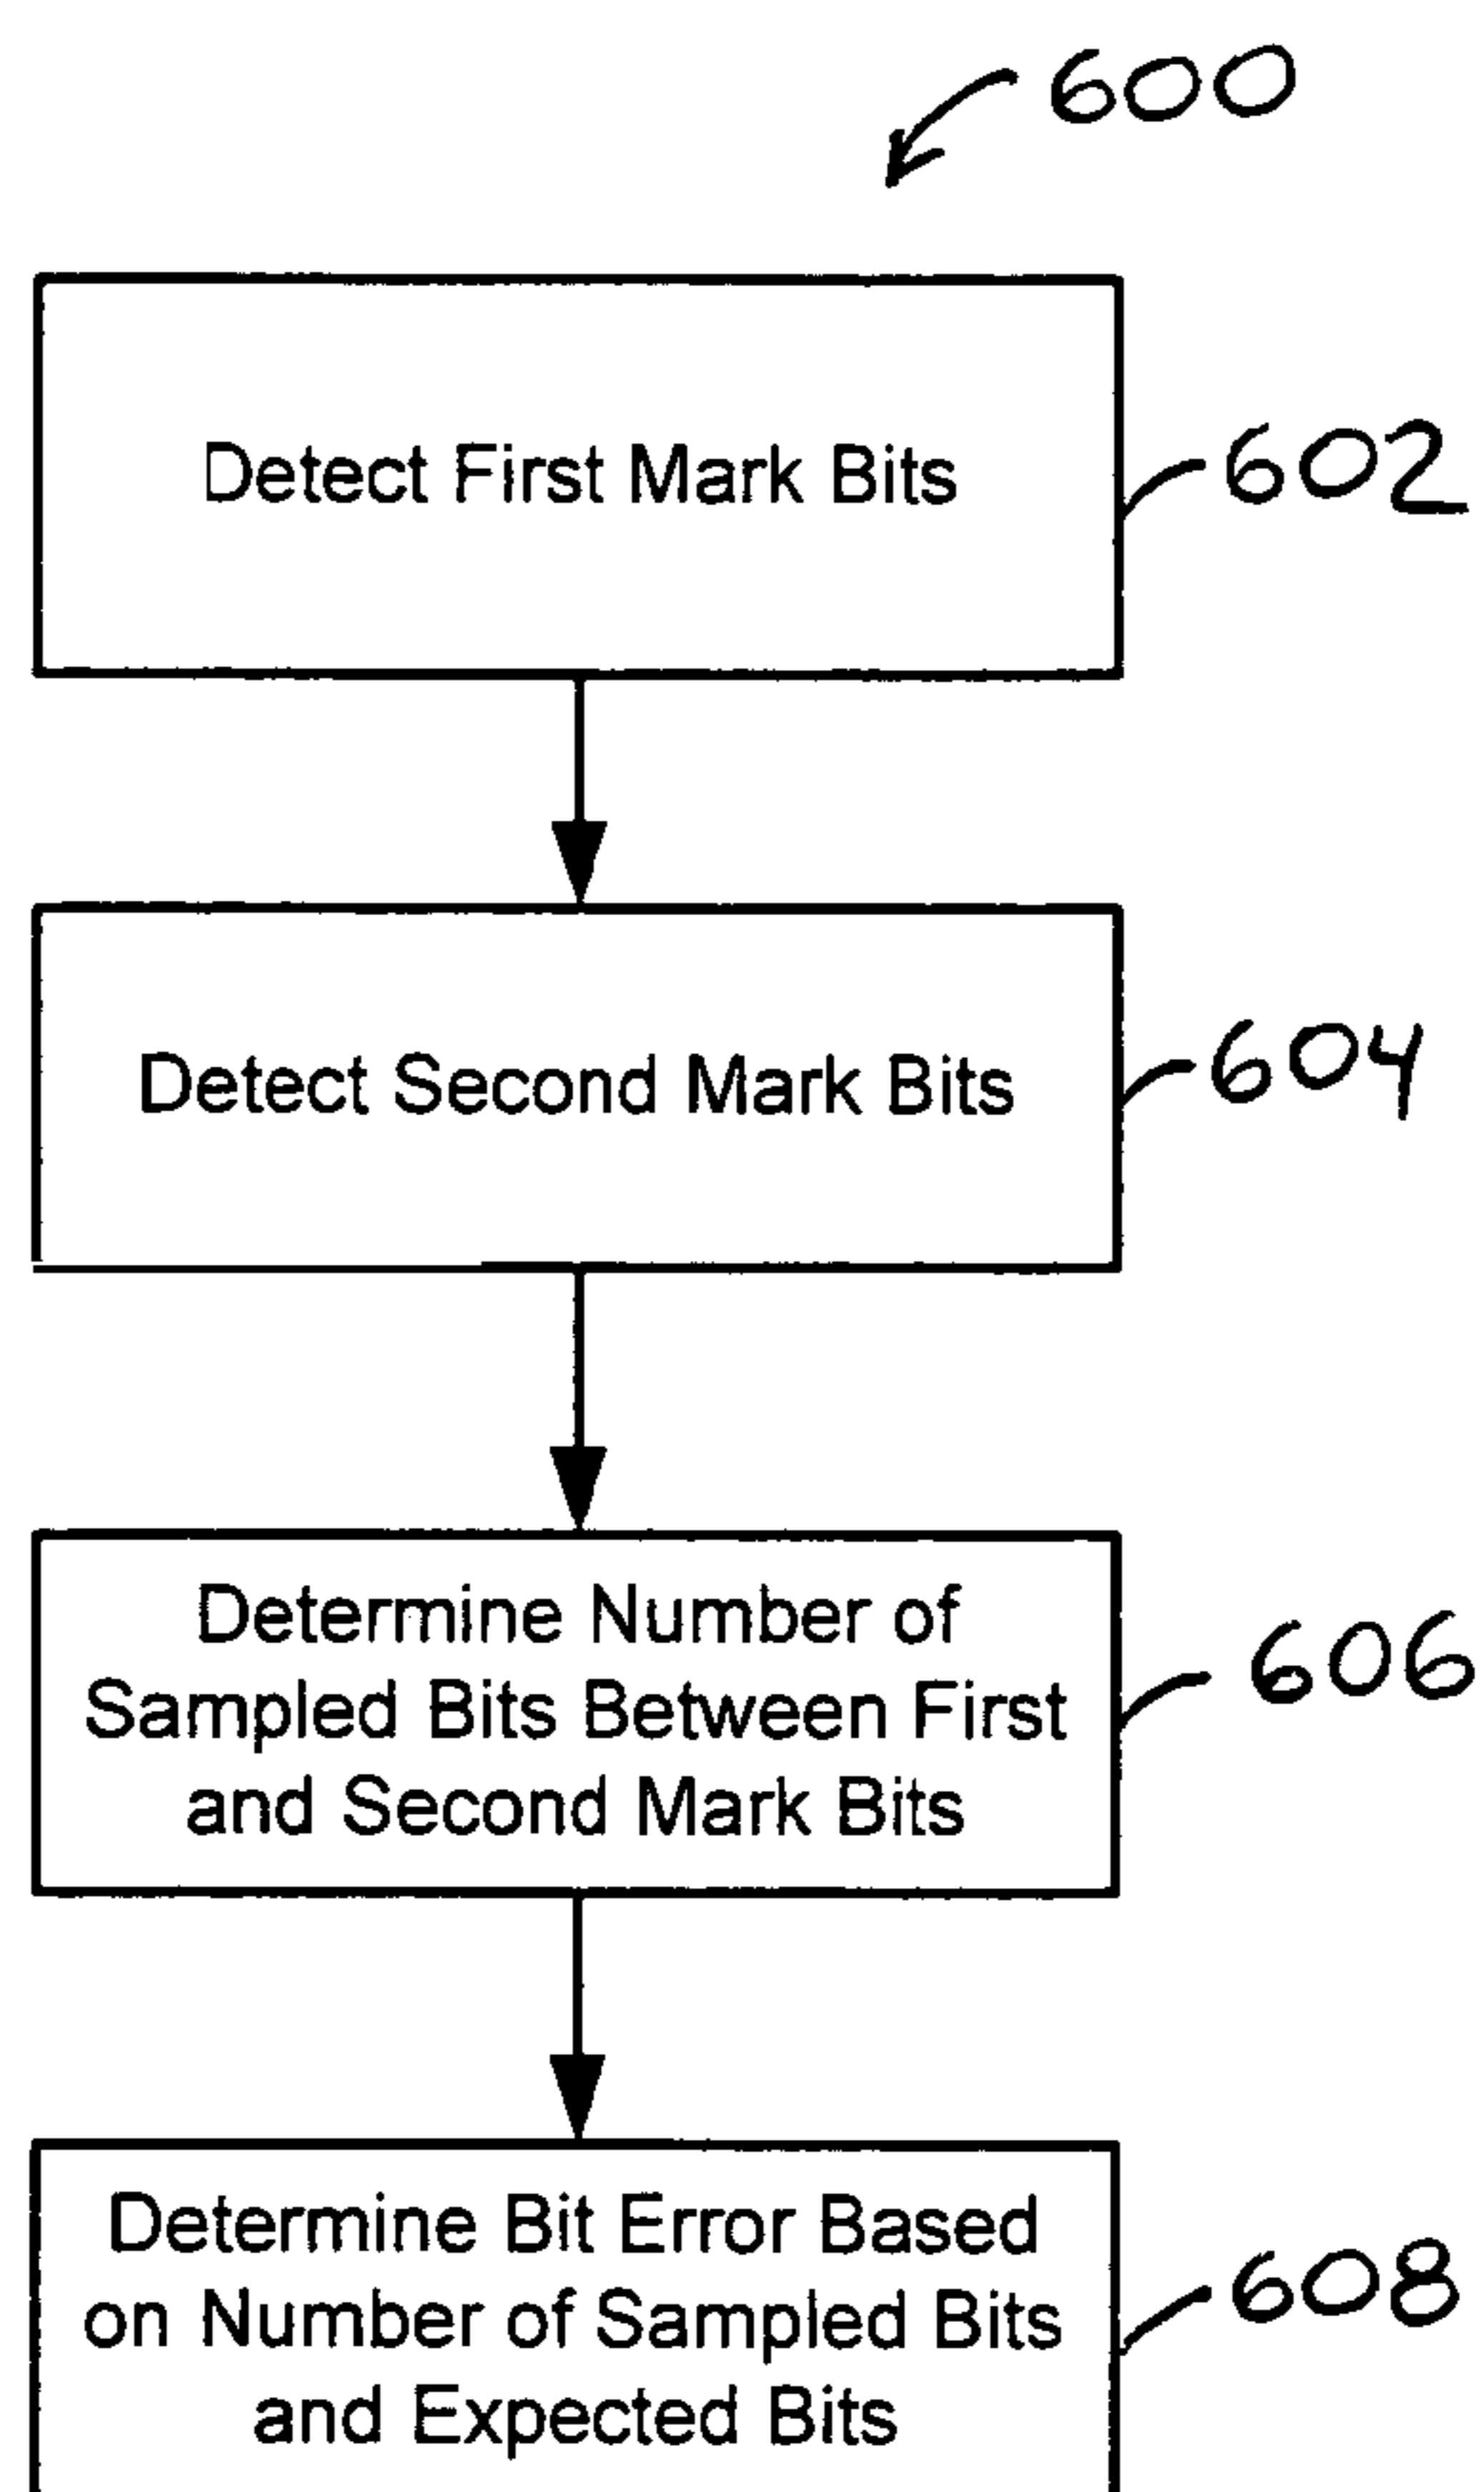 600
Detect First Mark Bits
602
Detect Second Mark Bits
604
Determine Number of
Sampled Bits Between First
and Second Mark Bits
606
Determine Bit Error Based
on Number of Sampled Bits
and Expected Bits
608